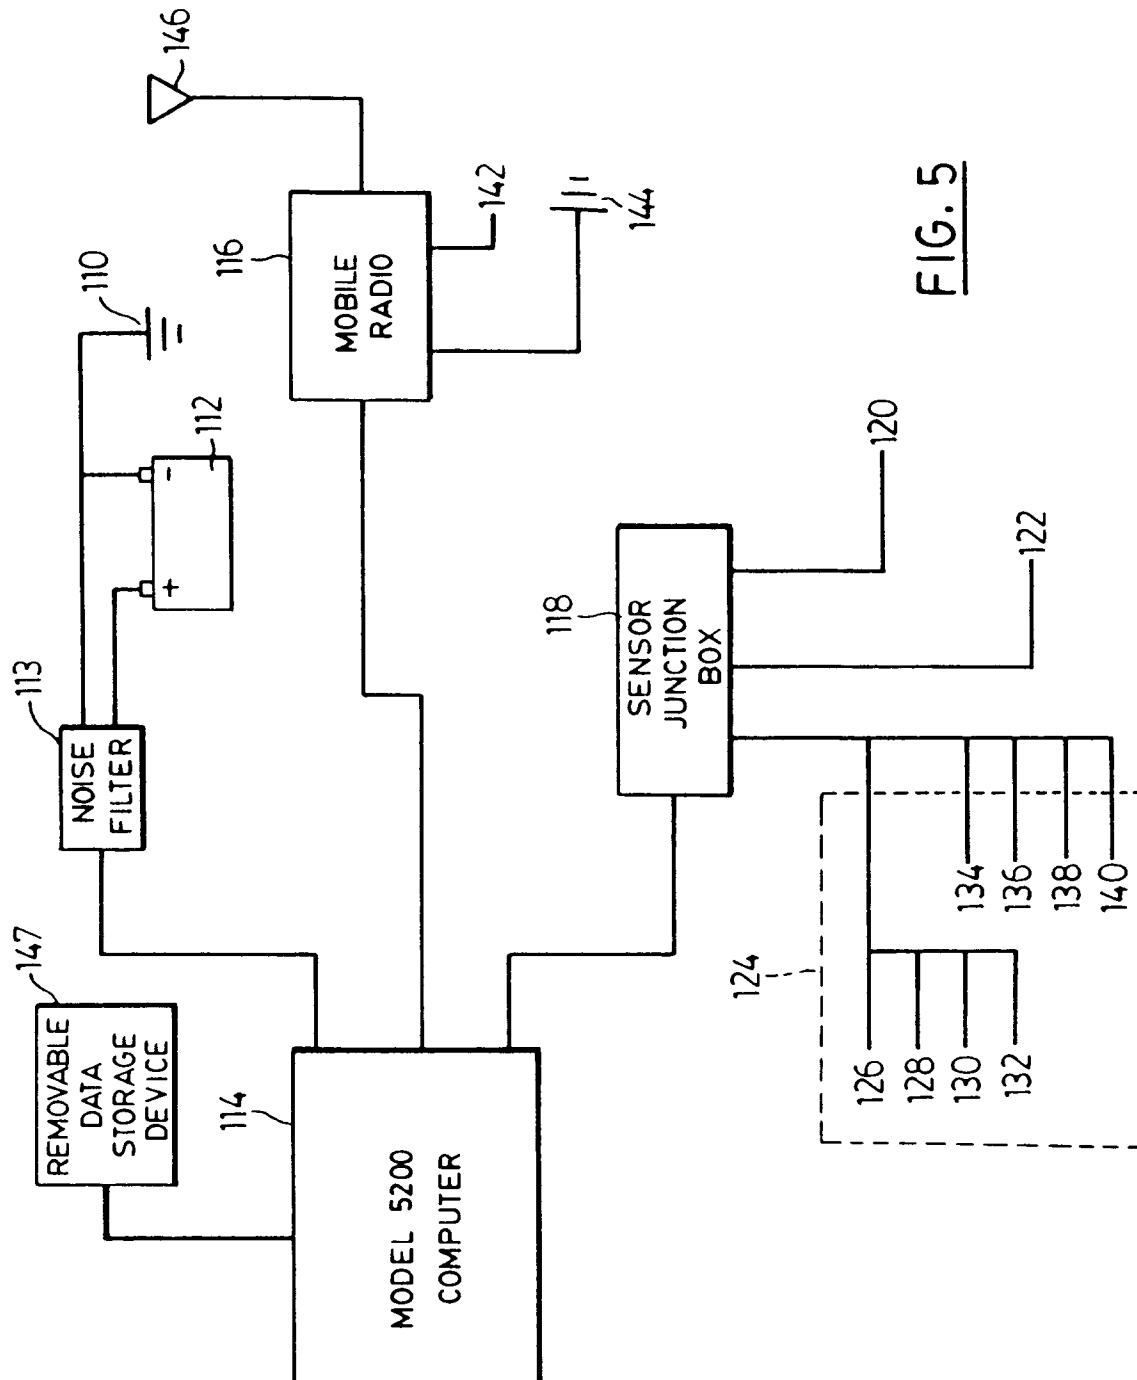 146
110
116
MOBILE
RADIO
142
144
112
+
-
113
NOISE
FILTER
147
REMOVABLE
DATA
STORAGE
DEVICE
114
MODEL 5200
COMPUTER
118
SENSOR
JUNCTION
BOX
120
122
124
126
128
130
132
134
136
138
140
FIG. 5